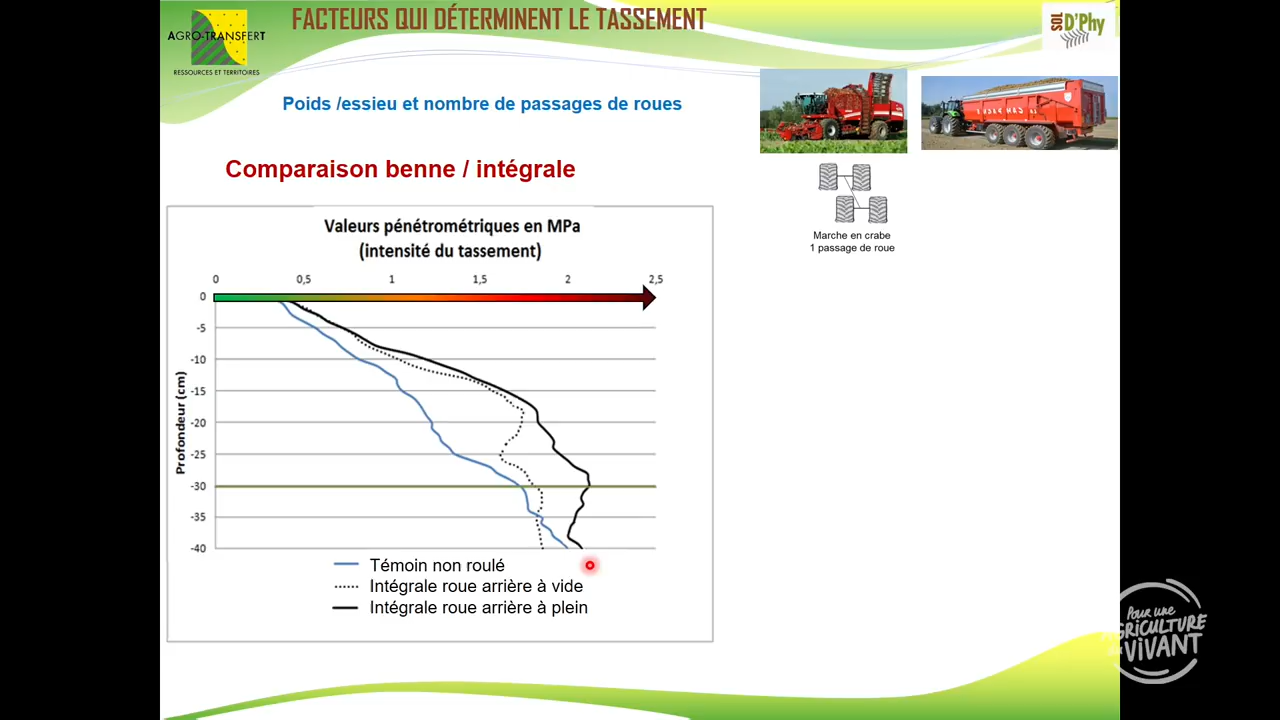 FACTEURS QUI DÉTERMINENT LE TASSEMENT
AGRO-TRANSFERT
RESSOURCES ET TERRITOIRES
SOL D'Phy
Poids /essieu et nombre de passages de roues
Comparaison benne / intégrale
Marche en crabe
1 passage de roue
Valeurs pénétrométriques en MPa
(intensité du tassement)
0 0,5 1 1,5 2 2,5
Profondeur (cm)
0
-5
-10
-15
-20
-25
-30
-35
-40
Témoin non roulé
Intégrale roue arrière à vide
Intégrale roue arrière à plein
Pour une
AGRICULTURE
du
VIVANT